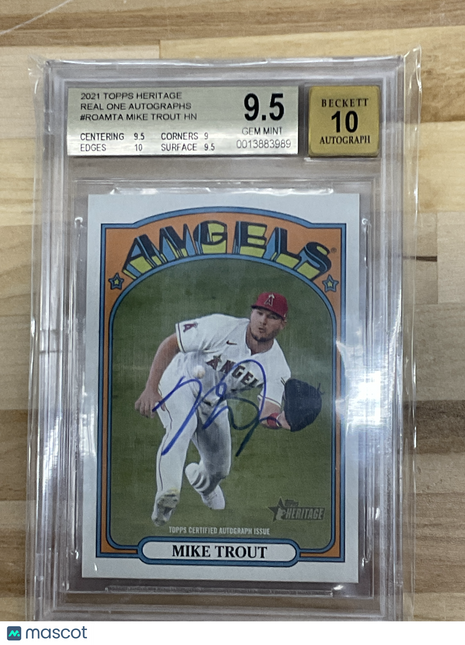 2021 TOPPS HERITAGE
REAL ONE AUTOGRAPHS
#ROAMTA MIKE TROUT HN
CENTERING 9.5 CORNERS 9
EDGES 10 SURFACE 9.5
9.5
GEM MINT
0013883989
BECKETT
10
AUTOGRAPH
ANGELS
A
ANGELS
Topps
HERITAGE
TOPPS CERTIFIED AUTOGRAPH ISSUE
MIKE TROUT
mascot